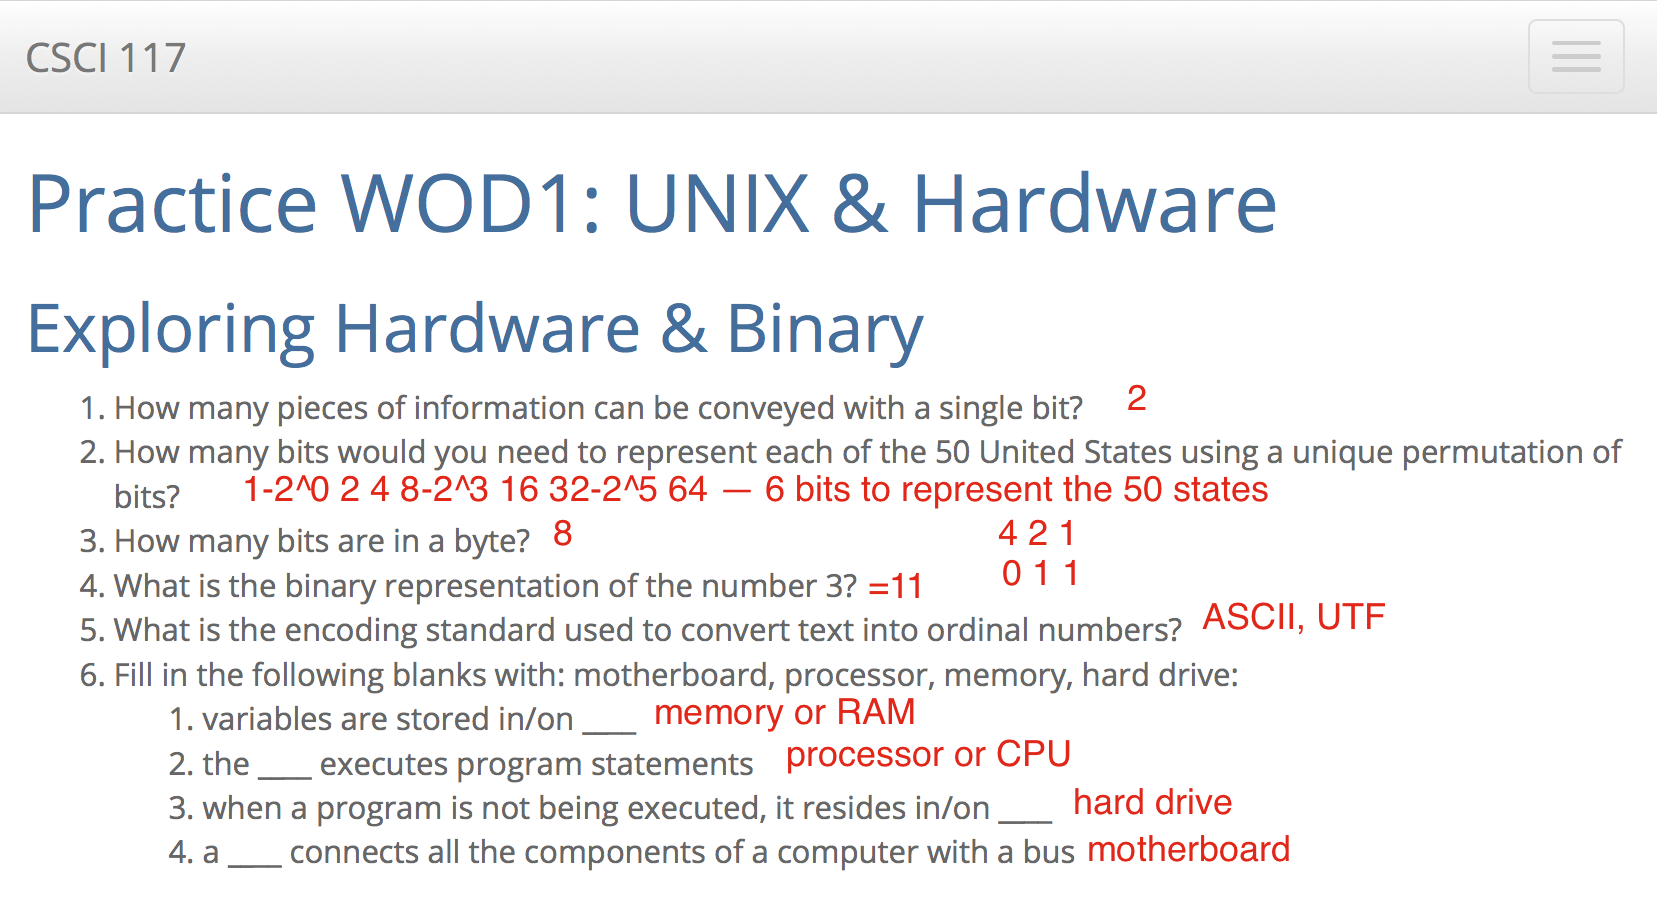 CSCI 117
Practice WOD1: UNIX & Hardware
Exploring Hardware & Binary
1. How many pieces of information can be conveyed with a single bit? 2
2. How many bits would you need to represent each of the 50 United States using a unique permutation of
bits? 1-2^0 2 4 8-2^3 16 32-2^5 64 — 6 bits to represent the 50 states
3. How many bits are in a byte? 8 4 2 1
0 1 1
4. What is the binary representation of the number 3? =11
5. What is the encoding standard used to convert text into ordinal numbers? ASCII, UTF
6. Fill in the following blanks with: motherboard, processor, memory, hard drive:
1. variables are stored in/on ____ memory or RAM
2. the ____ executes program statements processor or CPU
3. when a program is not being executed, it resides in/on ____ hard drive
4. a ____ connects all the components of a computer with a bus motherboard